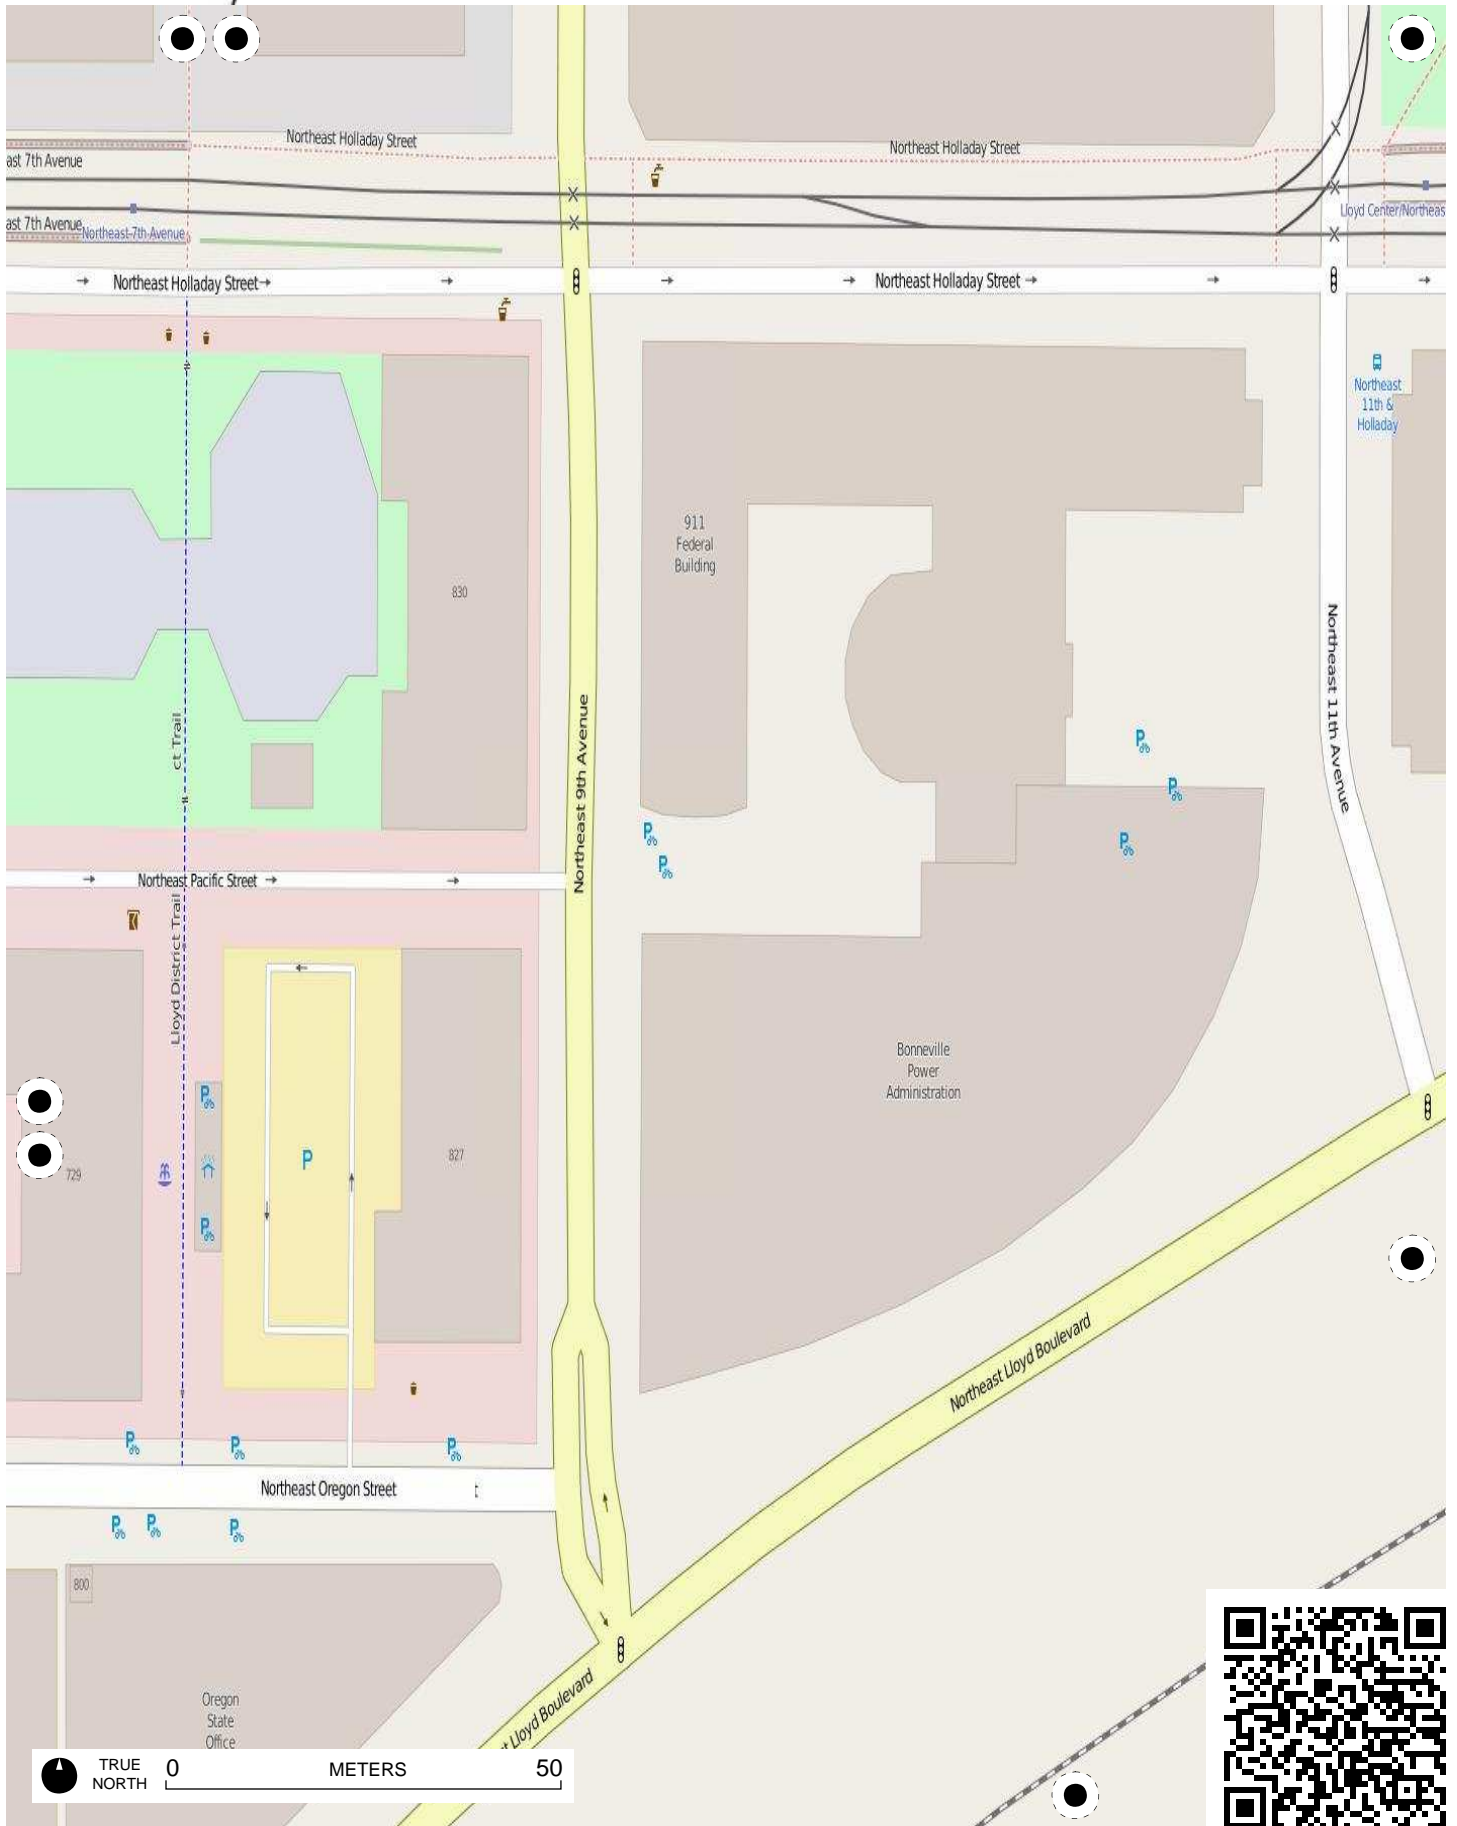 Northeast Holladay Street
Northeast Holladay Street
ast 7th Avenue
Lloyd Center/Northeas
ast 7th Avenue
Northeast 7th Avenue
Northeast Holladay Street
Northeast Holladay Street
Northeast
11th &
Holladay
911
Federal
Building
830
Northeast 11th Avenue
ct Trail
Northeast 9th Avenue
P
P
P
P
P
Northeast Pacific Street
Lloyd District Trail
Bonneville
Power
Administration
P
P
827
729
P
Northeast Lloyd Boulevard
P
P
P
Northeast Oregon Street
t
P
P
P
800
Oregon
State
Office
t Lloyd Boulevard
TRUE
NORTH
0
METERS
50